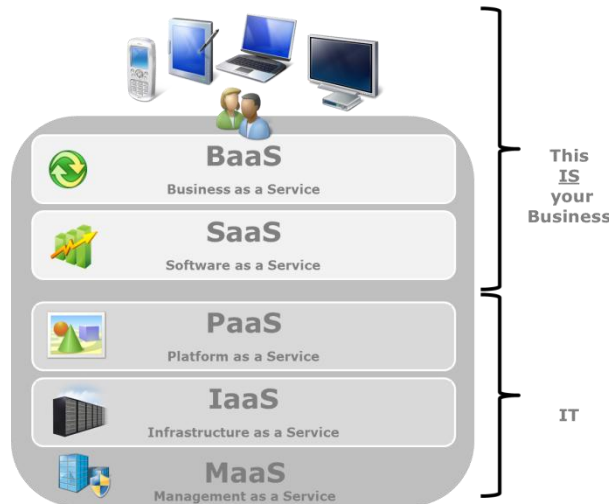 BaaS
Business as a Service
SaaS
Software as a Service
PaaS
Platform as a Service
IaaS
Infrastructure as a Service
MaaS
Management as a Service
This
IS
your
Business
IT